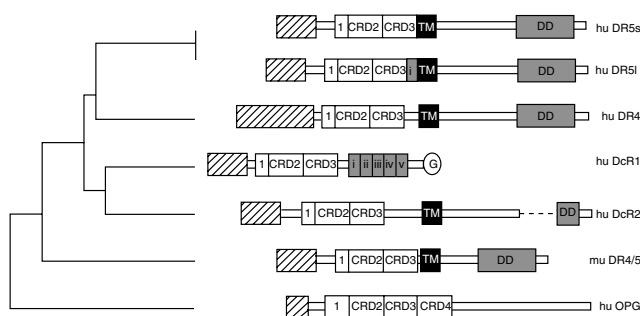 1 CRD2 CRD3 TM DD hu DR5s
1 CRD2 CRD3 i TM DD hu DR5l
1 CRD2 CRD3 TM DD hu DR4
1 CRD2 CRD3 i ii iii iv v G hu DcR1
1 CRD2 CRD3 TM DD hu DcR2
1 CRD2 CRD3 TM DD mu DR4/5
1 CRD2 CRD3 CRD4 hu OPG